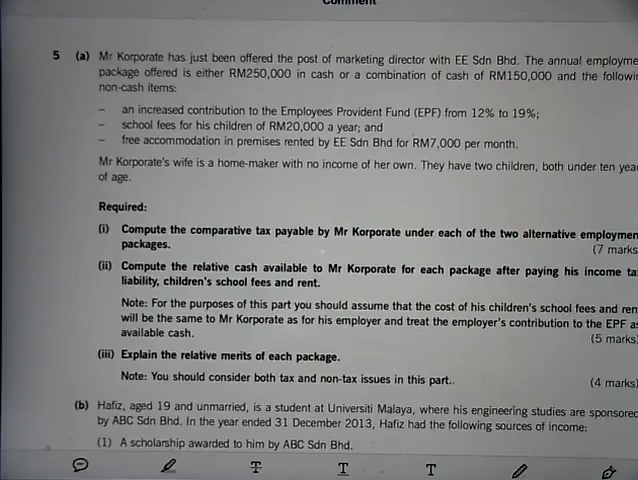 Comment
5 (a) Mr Korporate has just been offered the post of marketing director with EE Sdn Bhd. The annual employme
package offered is either RM250,000 in cash or a combination of cash of RM150,000 and the followi
non-cash items:
– an increased contribution to the Employees Provident Fund (EPF) from 12% to 19%;
– school fees for his children of RM20,000 a year; and
– free accommodation in premises rented by EE Sdn Bhd for RM7,000 per month.
Mr Korporate's wife is a home-maker with no income of her own. They have two children, both under ten yea
of age.
Required:
(i) Compute the comparative tax payable by Mr Korporate under each of the two alternative employmen
packages.
(7 marks
(ii) Compute the relative cash available to Mr Korporate for each package after paying his income ta
liability, children's school fees and rent.
Note: For the purposes of this part you should assume that the cost of his children's school fees and ren
will be the same to Mr Korporate as for his employer and treat the employer's contribution to the EPF as
available cash.
(5 marks)
(iii) Explain the relative merits of each package.
Note: You should consider both tax and non-tax issues in this part.
(4 marks)
(b) Hafiz, aged 19 and unmarried, is a student at Universiti Malaya, where his engineering studies are sponsored
by ABC Sdn Bhd. In the year ended 31 December 2013, Hafiz had the following sources of income:
(1) A scholarship awarded to him by ABC Sdn Bhd.
T T T